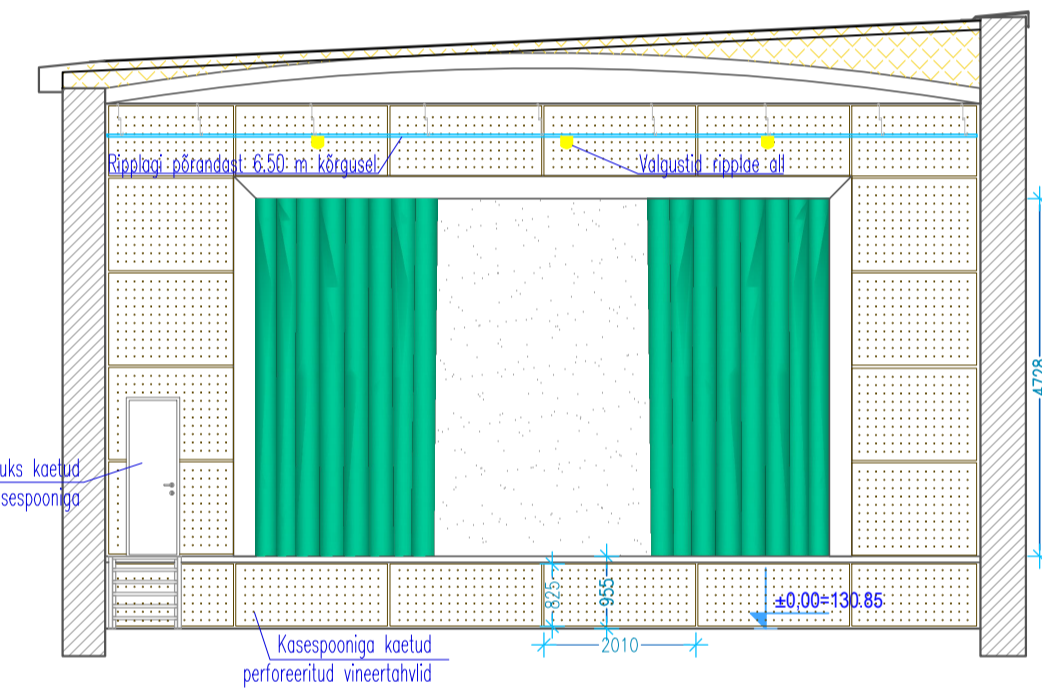 Ripplagi põrandast 6.50 m kõrgusel
Valgustid ripplae all
4728
uks kaetud
sespooniga
825
955
±0,00=130.85
2010
Kasespooniga kaetud
perforeeritud vineertahvlid